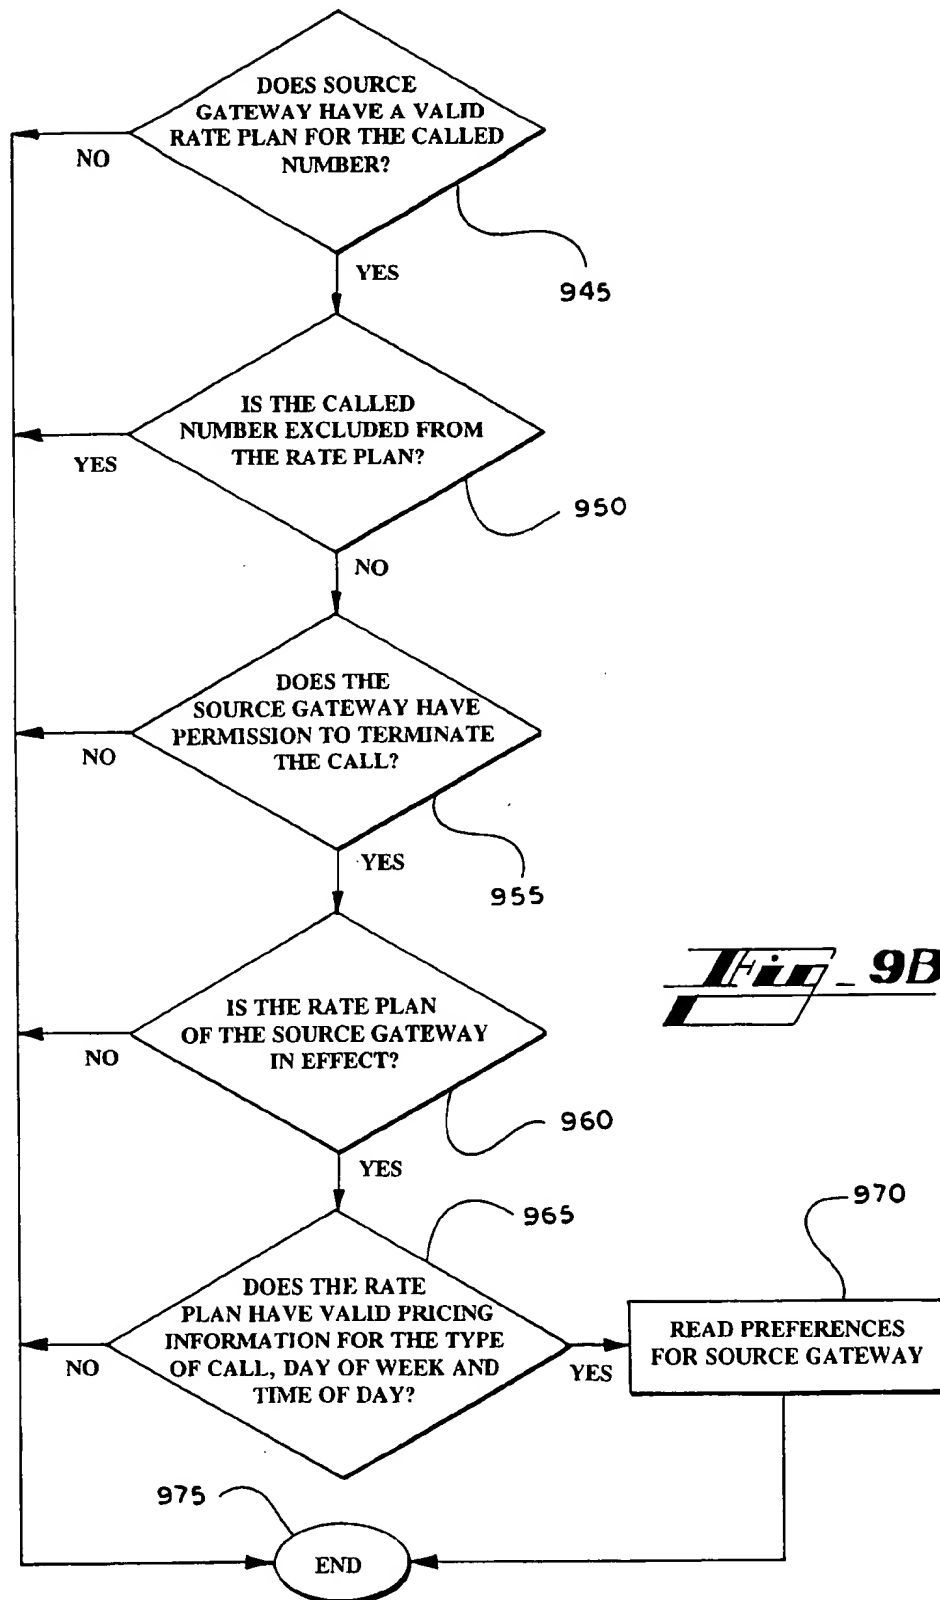 DOES SOURCE
GATEWAY HAVE A VALID
RATE PLAN FOR THE CALLED
NUMBER?
NO
YES
945
IS THE CALLED
NUMBER EXCLUDED FROM
THE RATE PLAN?
YES
950
NO
DOES THE
SOURCE GATEWAY HAVE
PERMISSION TO TERMINATE
THE CALL?
NO
YES
955
Fig_9B
IS THE RATE PLAN
OF THE SOURCE GATEWAY
IN EFFECT?
NO
960
YES
965
970
DOES THE RATE
PLAN HAVE VALID PRICING
INFORMATION FOR THE TYPE
OF CALL, DAY OF WEEK AND
TIME OF DAY?
NO
YES
READ PREFERENCES
FOR SOURCE GATEWAY
975
END